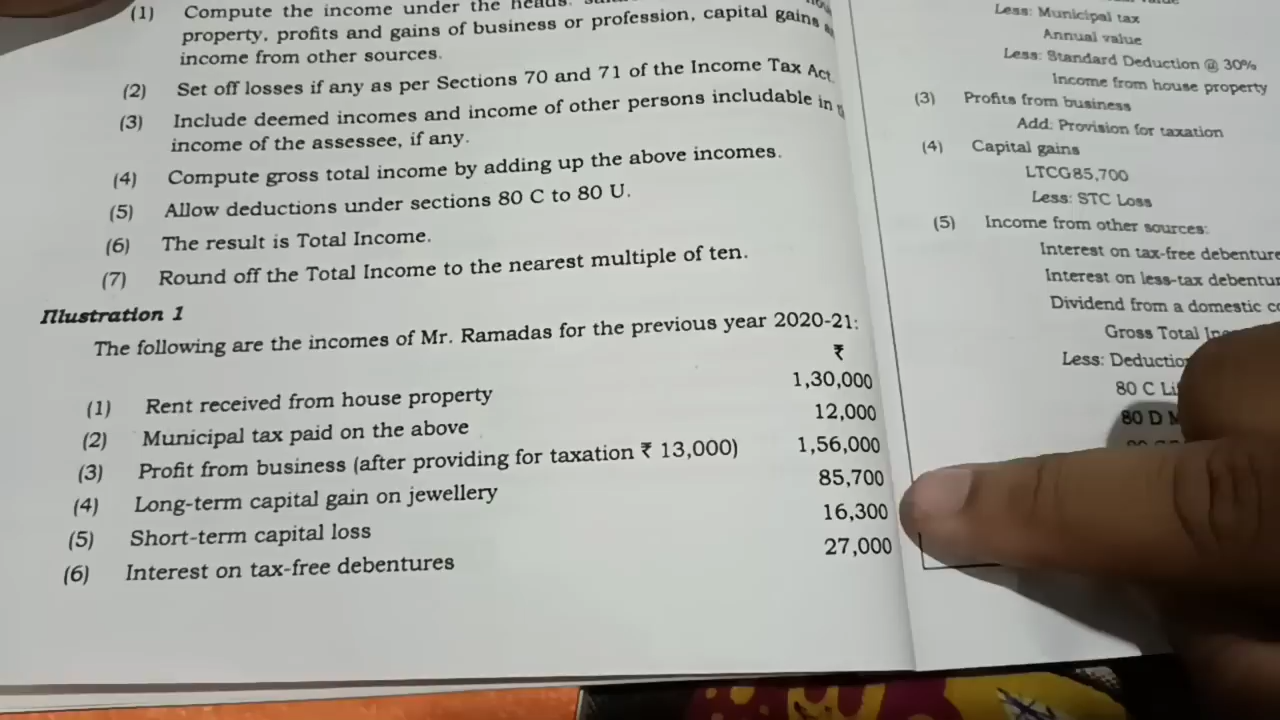 (1) Compute the income under the heads:
property, profits and gains of business or profession, capital gains
income from other sources.
(2) Set off losses if any as per Sections 70 and 71 of the Income Tax Act.
(3) Include deemed incomes and income of other persons includable in
income of the assessee, if any.
(4) Compute gross total income by adding up the above incomes.
(5) Allow deductions under sections 80 C to 80 U.
(6) The result is Total Income.
(7) Round off the Total Income to the nearest multiple of ten.
Illustration 1
The following are the incomes of Mr. Ramadas for the previous year 2020-21:
₹
(1) Rent received from house property 1,30,000
(2) Municipal tax paid on the above 12,000
(3) Profit from business (after providing for taxation ₹ 13,000) 1,56,000
(4) Long-term capital gain on jewellery 85,700
(5) Short-term capital loss 16,300
(6) Interest on tax-free debentures 27,000
Less: Municipal tax
Annual value
Less: Standard Deduction @ 30%
Income from house property
(3) Profits from business
Add: Provision for taxation
(4) Capital gains
LTCG85,700
Less: STC Loss
(5) Income from other sources:
Interest on tax-free debenture
Interest on less-tax debentur
Dividend from a domestic
Gross Total
Less:
80 C
80 D